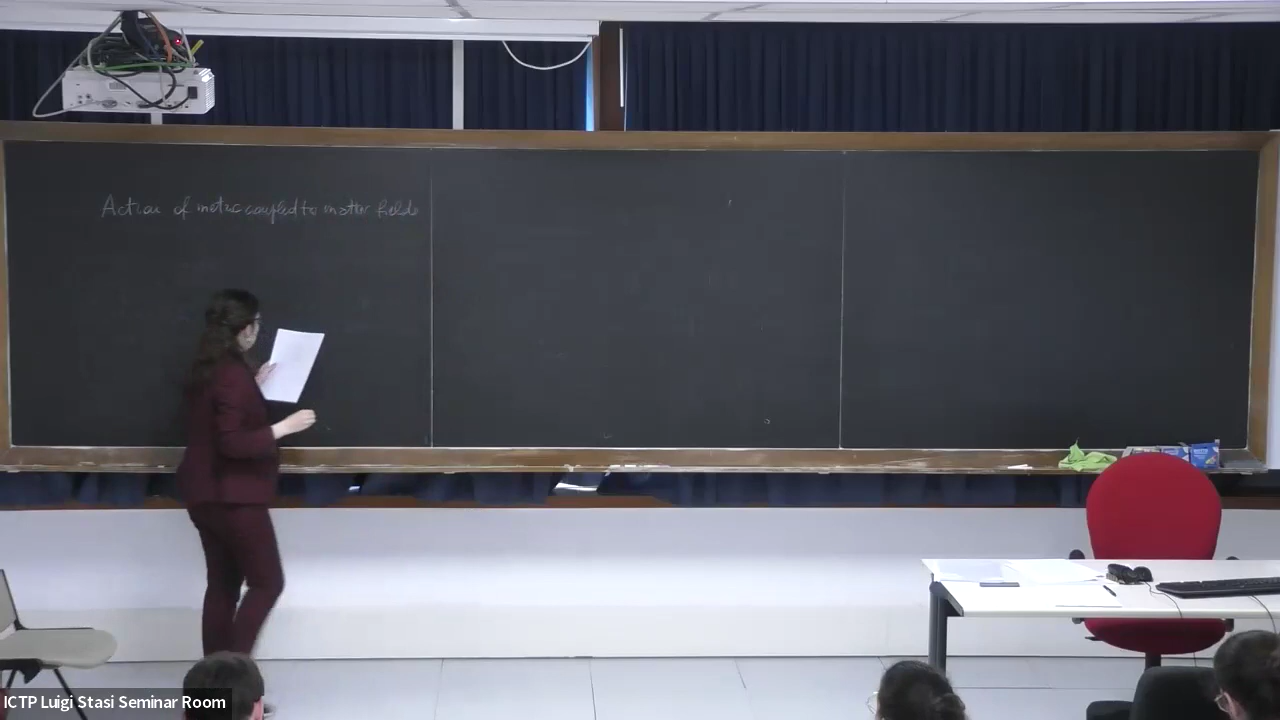 Action of metric coupled to matter fields
ICTP Luigi Stasi Seminar Room